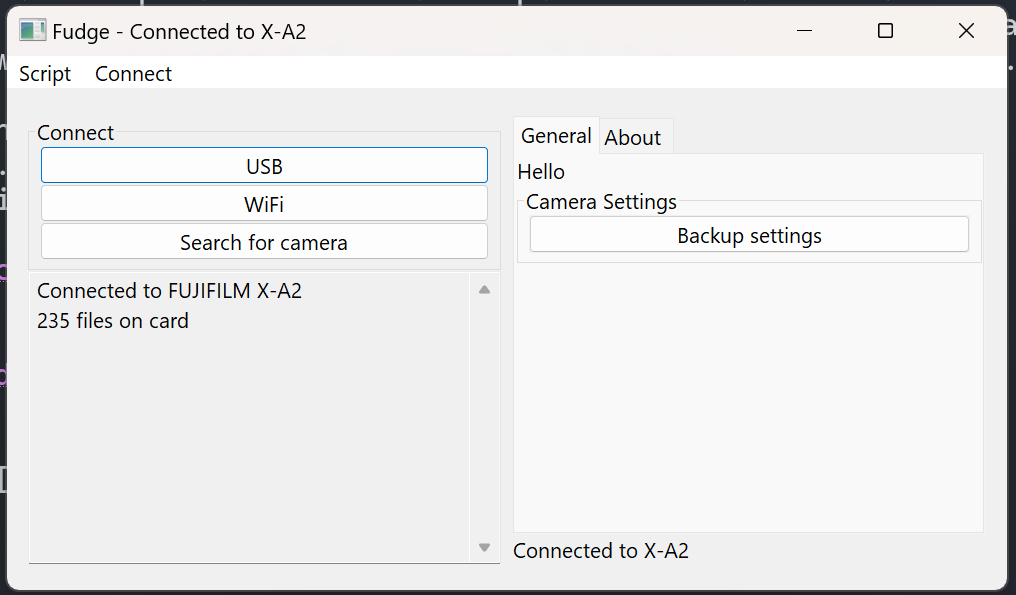 Fudge - Connected to X-A2
Script Connect
Connect
USB
WiFi
Search for camera
Connected to FUJIFILM X-A2
235 files on card
General About
Hello
Camera Settings
Backup settings
Connected to X-A2